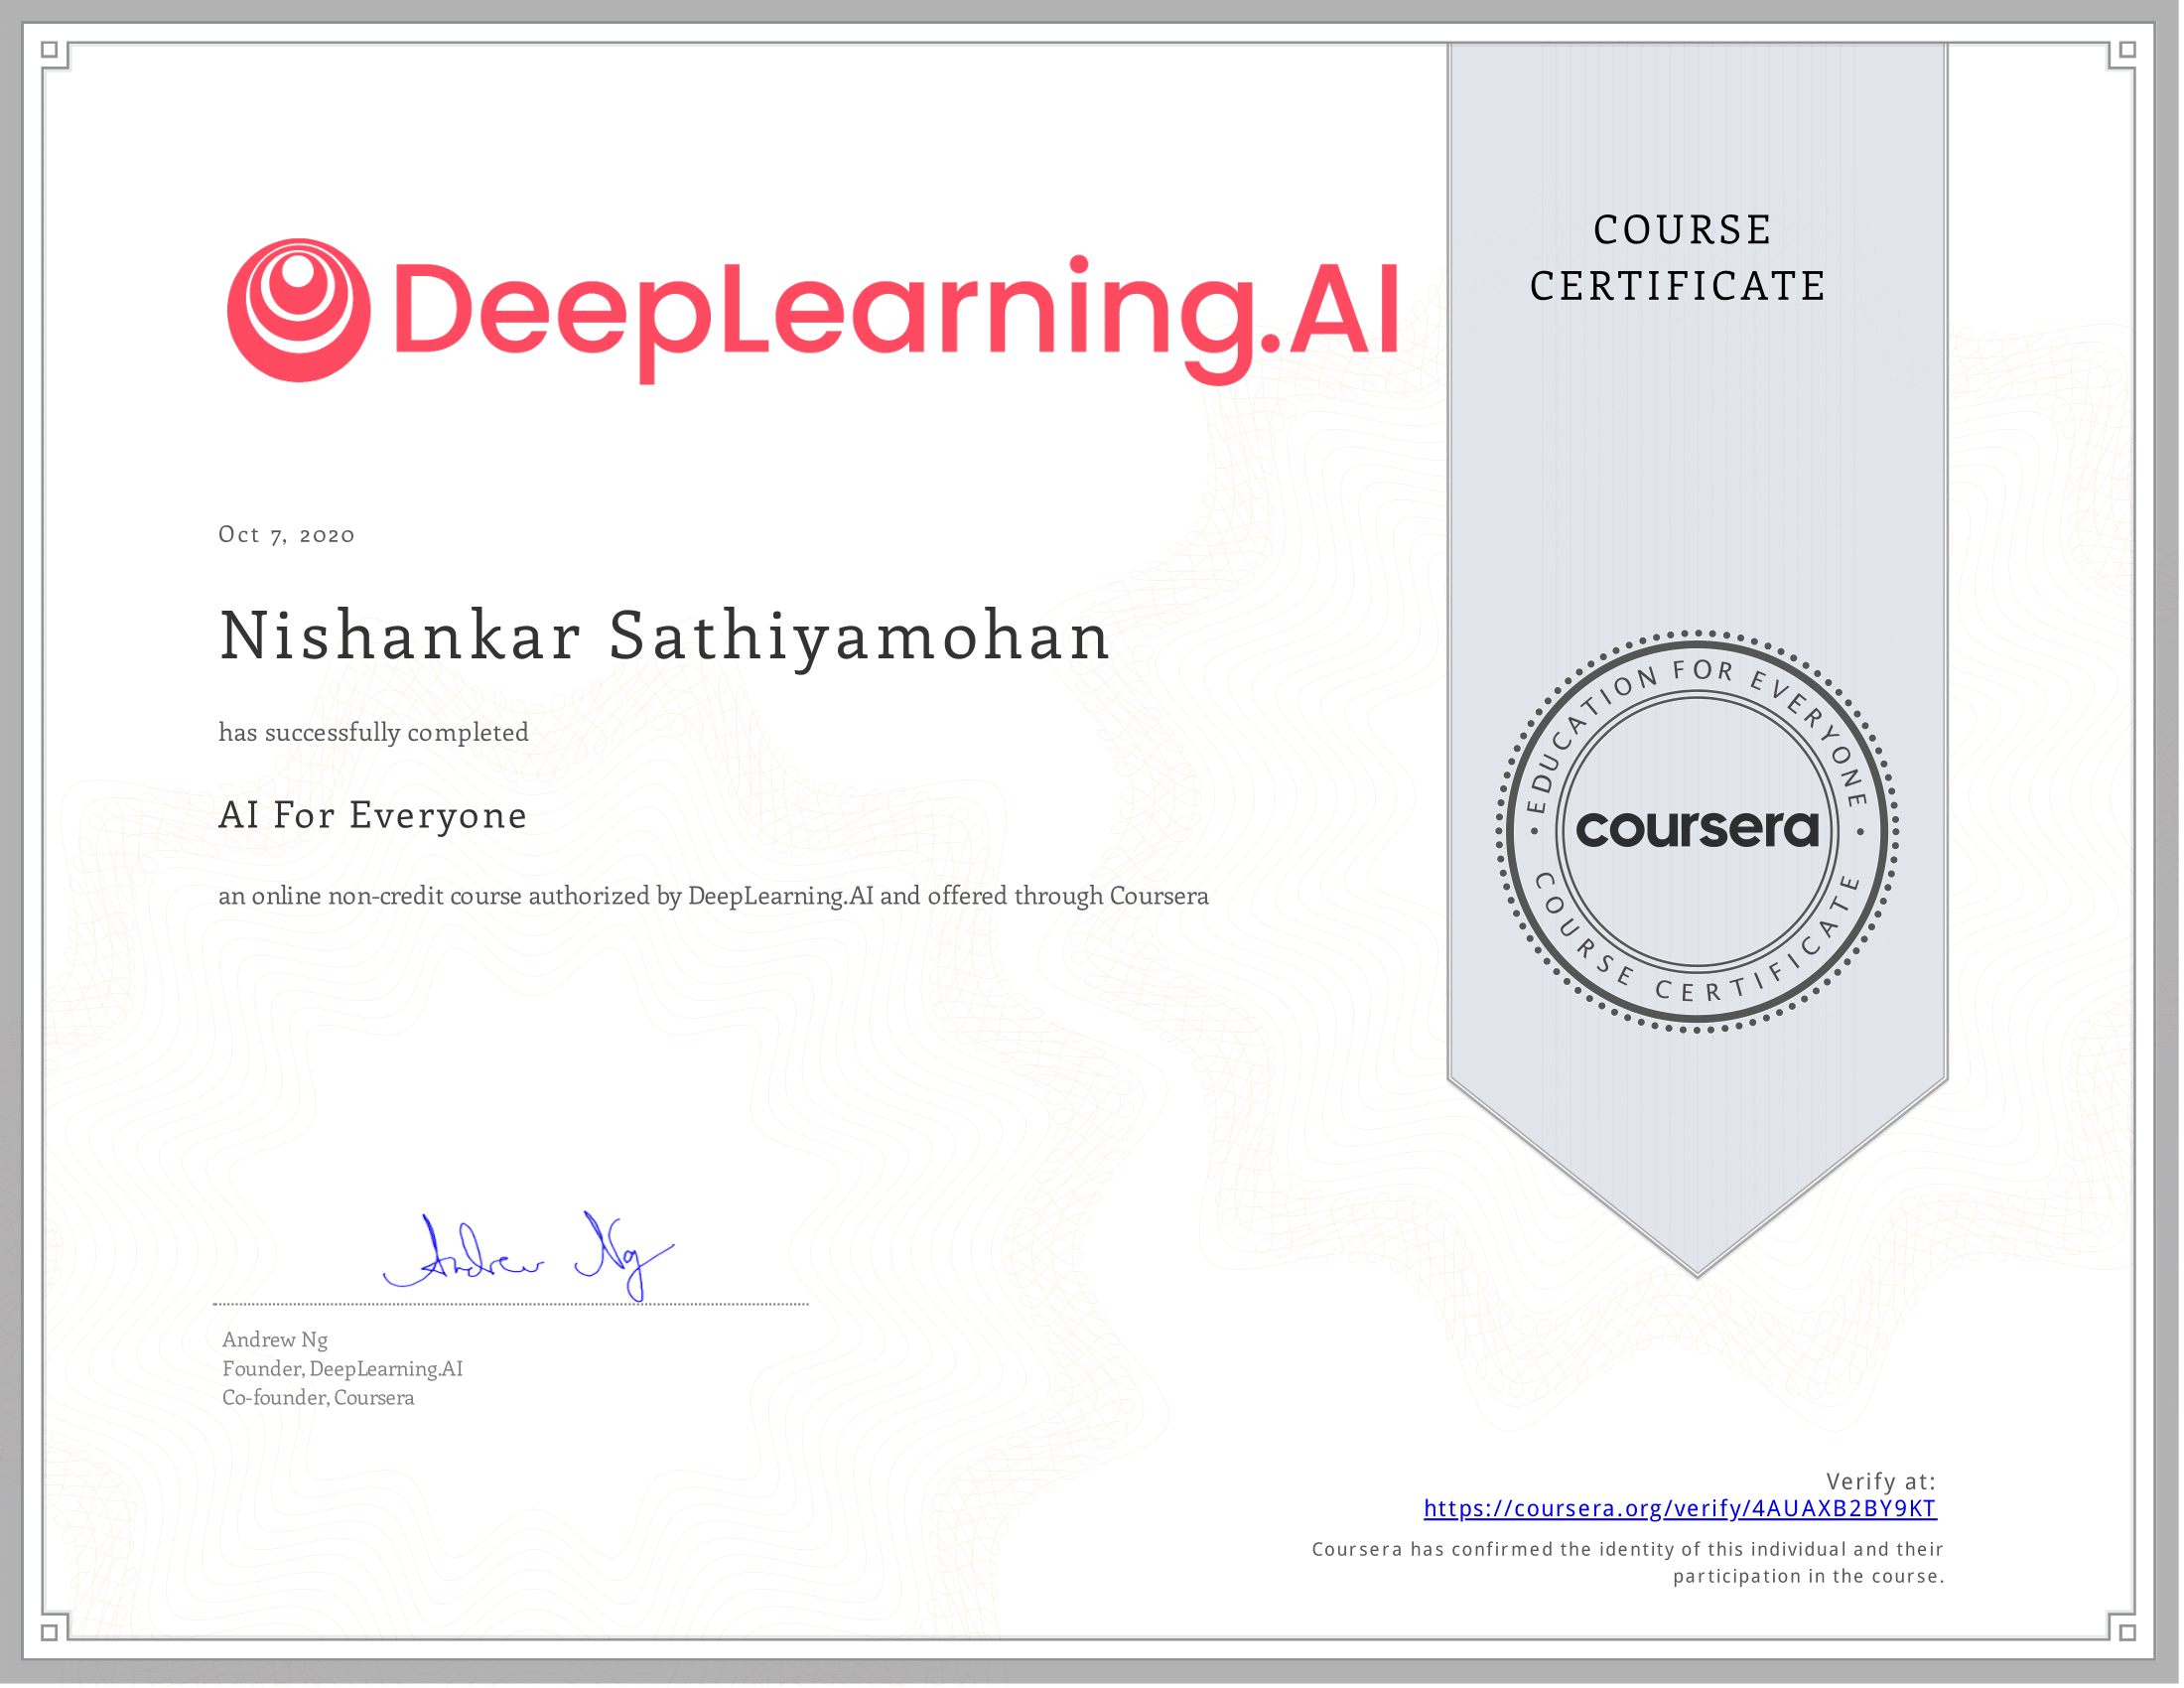 DeepLearning.AI
COURSE
CERTIFICATE
Oct 7, 2020
Nishankar Sathiyamohan
has successfully completed
AI For Everyone
an online non-credit course authorized by DeepLearning.AI and offered through Coursera
EDUCATION FOR EVERYONE
coursera
COURSE CERTIFICATE
Andrew Ng
Andrew Ng
Founder, DeepLearning.AI
Co-founder, Coursera
Verify at:
https://coursera.org/verify/4AUAXB2BY9KT
Coursera has confirmed the identity of this individual and their
participation in the course.